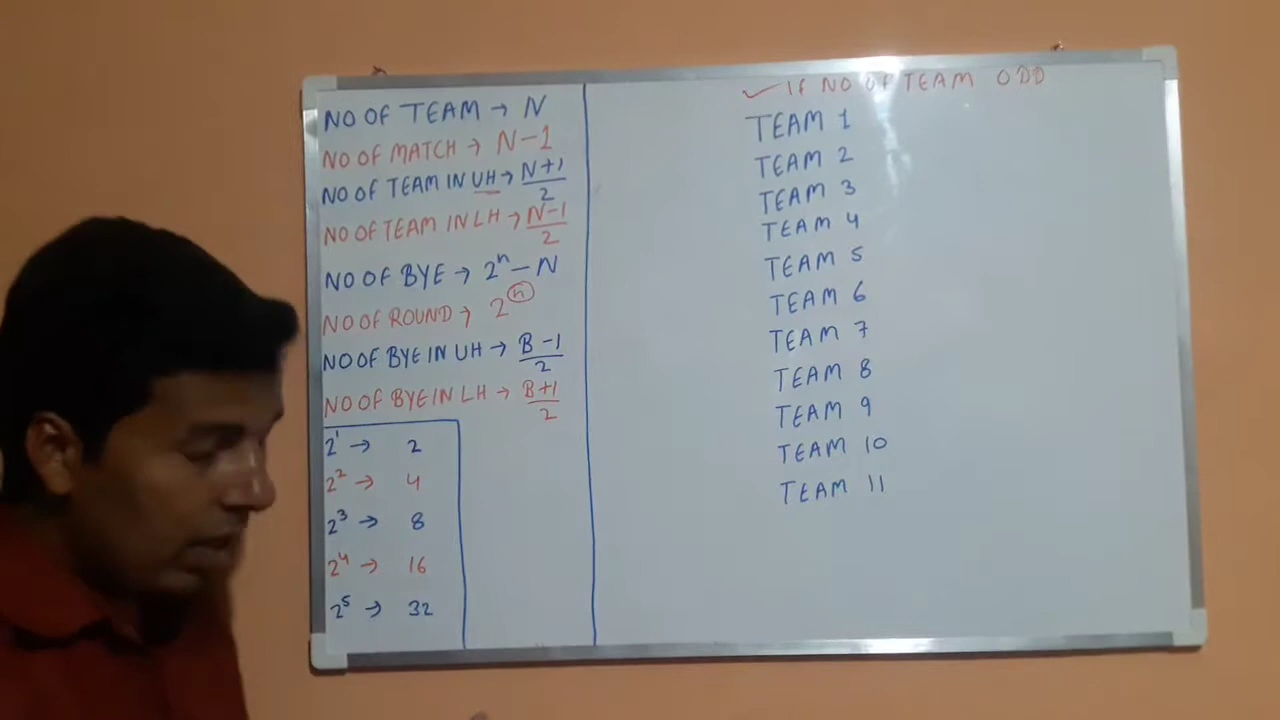 NO OF TEAM → N
NO OF MATCH → N-1
NO OF TEAM IN UH → N+1/2
NO OF TEAM IN LH → N-1/2
NO OF BYE → 2ⁿ - N
NO OF ROUND → 2ⁿ
NO OF BYE IN UH → B-1/2
NO OF BYE IN LH → B+1/2
2¹ → 2
2² → 4
2³ → 8
2⁴ → 16
2⁵ → 32
✓ IF NO OF TEAM ODD
TEAM 1
TEAM 2
TEAM 3
TEAM 4
TEAM 5
TEAM 6
TEAM 7
TEAM 8
TEAM 9
TEAM 10
TEAM 11